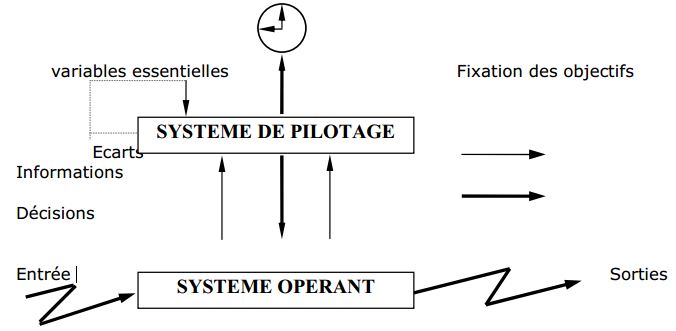 variables essentielles
Fixation des objectifs
SYSTEME DE PILOTAGE
Ecarts
Informations
Décisions
Entrée
SYSTEME OPERANT
Sorties